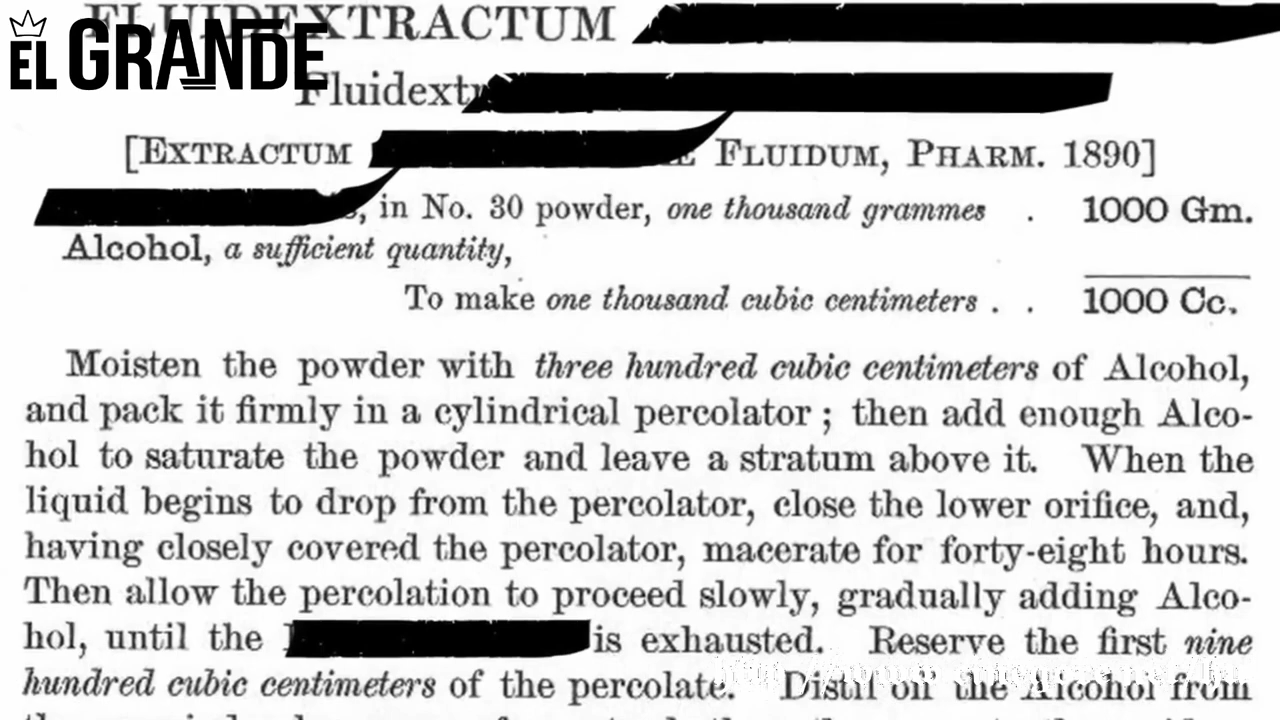 EL GRANDE
FLUIDEXTRACTUM
Fluidextr
[EXTRACTUM FLUIDUM, PHARM. 1890]
in No. 30 powder, one thousand grammes . 1000 Gm.
Alcohol, a sufficient quantity,
To make one thousand cubic centimeters . . 1000 Cc.
Moisten the powder with three hundred cubic centimeters of Alcohol,
and pack it firmly in a cylindrical percolator; then add enough Alco-
hol to saturate the powder and leave a stratum above it. When the
liquid begins to drop from the percolator, close the lower orifice, and,
having closely covered the percolator, macerate for forty-eight hours.
Then allow the percolation to proceed slowly, gradually adding Alco-
hol, until the is exhausted. Reserve the first nine
hundred cubic centimeters of the percolate. Distil off the Alcohol from